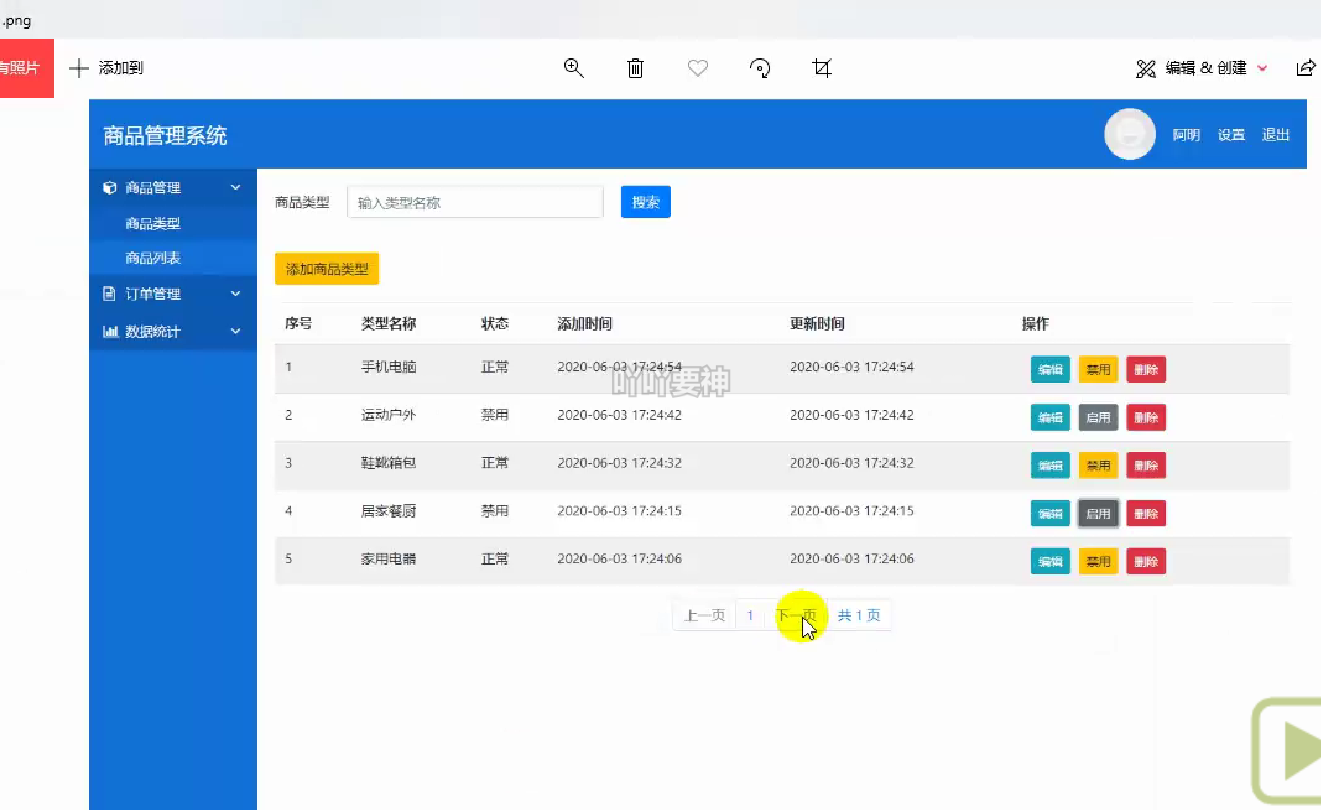 .png
有照片 添加到 编辑 & 创建
商品管理系统 阿明 设置 退出
商品管理
商品类型
商品列表
订单管理
数据统计
商品类型 输入类型名称 搜索
添加商品类型
序号 类型名称 状态 添加时间 更新时间 操作
1 手机电脑 正常 2020-06-03 17:24:54 2020-06-03 17:24:54 编辑 禁用 删除
吖吖要神
2 运动户外 禁用 2020-06-03 17:24:42 2020-06-03 17:24:42 编辑 启用 删除
3 鞋靴箱包 正常 2020-06-03 17:24:32 2020-06-03 17:24:32 编辑 禁用 删除
4 居家餐厨 禁用 2020-06-03 17:24:15 2020-06-03 17:24:15 编辑 启用 删除
5 家用电器 正常 2020-06-03 17:24:06 2020-06-03 17:24:06 编辑 禁用 删除
上一页 1 下一页 共 1 页